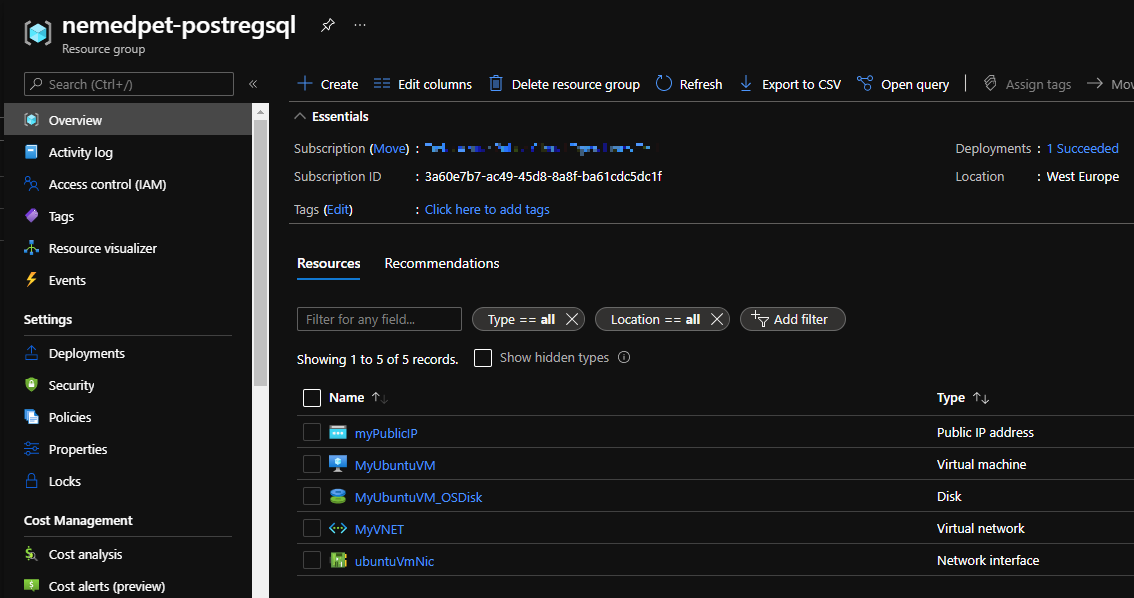 nemedpet-postregsql
Resource group
Search (Ctrl+/)
Overview
Activity log
Access control (IAM)
Tags
Resource visualizer
Events
Settings
Deployments
Security
Policies
Properties
Locks
Cost Management
Cost analysis
Cost alerts (preview)
Create Edit columns Delete resource group Refresh Export to CSV Open query Assign tags Mov
Essentials
Subscription (Move) :
Deployments : 1 Succeeded
Subscription ID : 3a60e7b7-ac49-45d8-8a8f-ba61cdc5dc1f
Location : West Europe
Tags (Edit) : Click here to add tags
Resources Recommendations
Filter for any field... Type == all Location == all Add filter
Showing 1 to 5 of 5 records. Show hidden types
Name Type
myPublicIP Public IP address
MyUbuntuVM Virtual machine
MyUbuntuVM_OSDisk Disk
MyVNET Virtual network
ubuntuVmNic Network interface